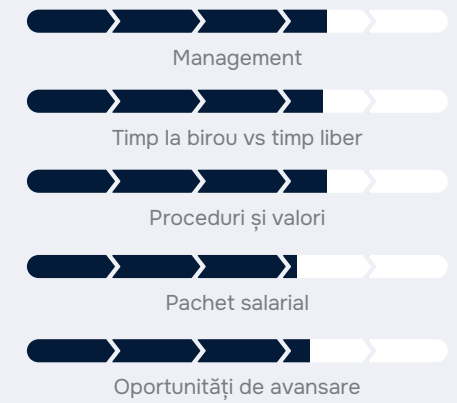 Management
Timp la birou vs timp liber
Proceduri și valori
Pachet salarial
Oportunități de avansare